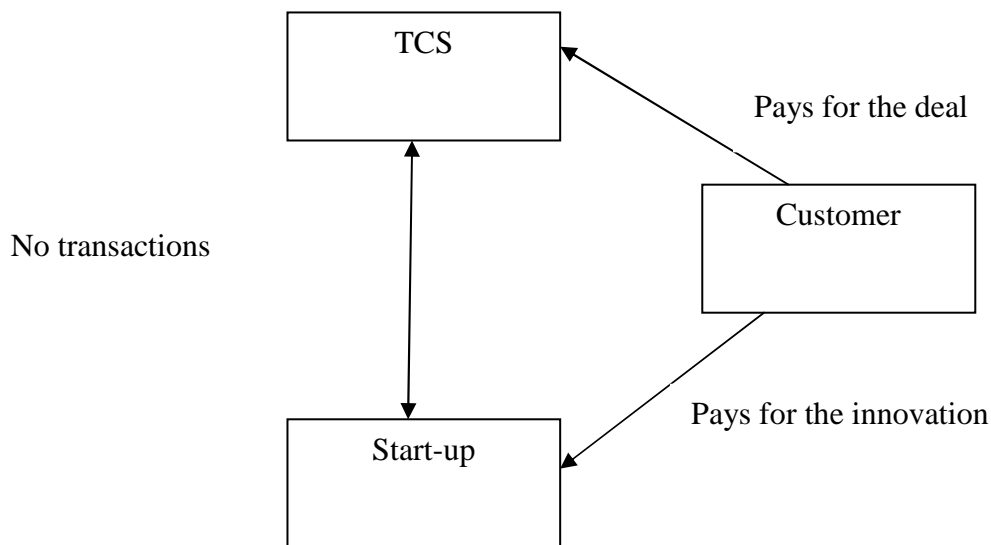 TCS
Pays for the deal
Customer
No transactions
Pays for the innovation
Start-up